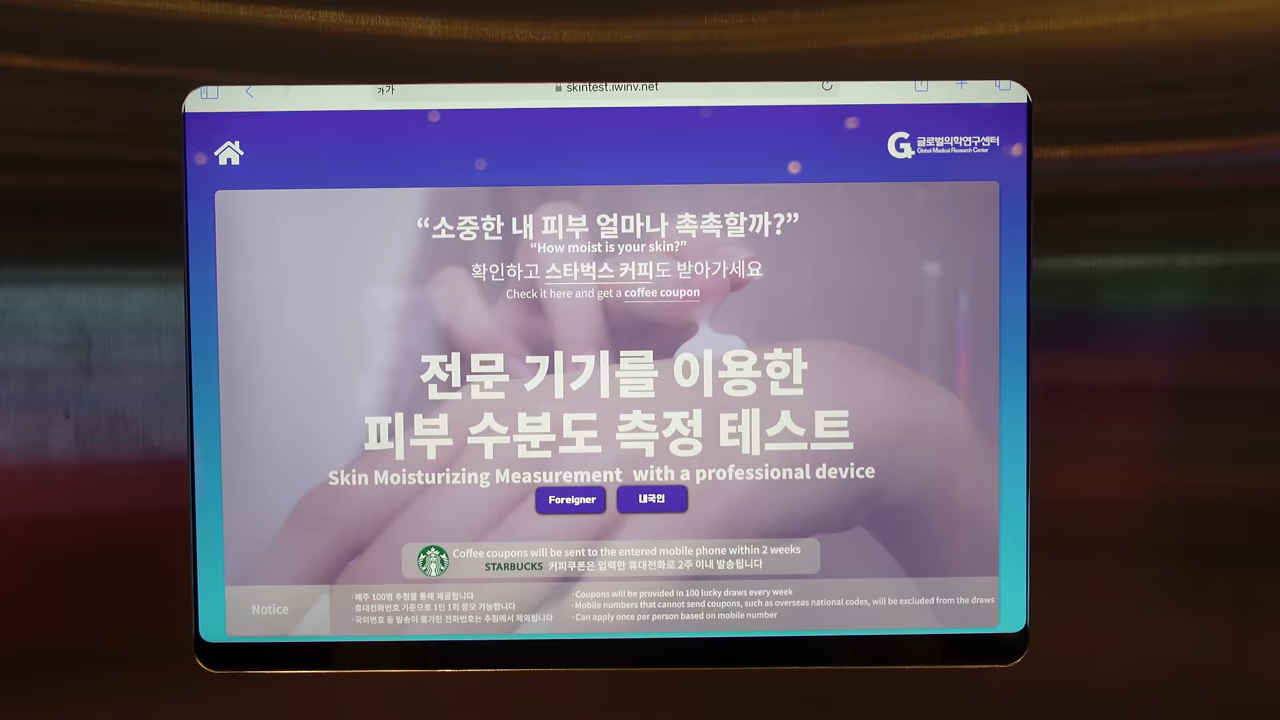 가가
skintest.iwinv.net
글로벌의학연구센터
Global Medical Research Center
“소중한 내 피부 얼마나 촉촉할까?”
“How moist is your skin?”
확인하고 스타벅스 커피도 받아가세요
Check it here and get a coffee coupon
전문 기기를 이용한
피부 수분도 측정 테스트
Skin Moisturizing Measurement with a professional device
Foreigner
내국인
Coffee coupons will be sent to the entered mobile phone within 2 weeks
STARBUCKS 커피쿠폰은 입력한 휴대전화로 2주 이내 발송됩니다
Notice
· 매주 100명 추첨을 통해 제공됩니다
· 휴대전화번호 기준으로 1인 1회 응모 가능합니다
· 국외번호 등 발송이 불가한 전화번호는 추첨에서 제외됩니다
· Coupons will be provided in 100 lucky draws every week
· Mobile numbers that cannot send coupons, such as overseas national codes, will be excluded from the draws
· Can apply once per person based on mobile number